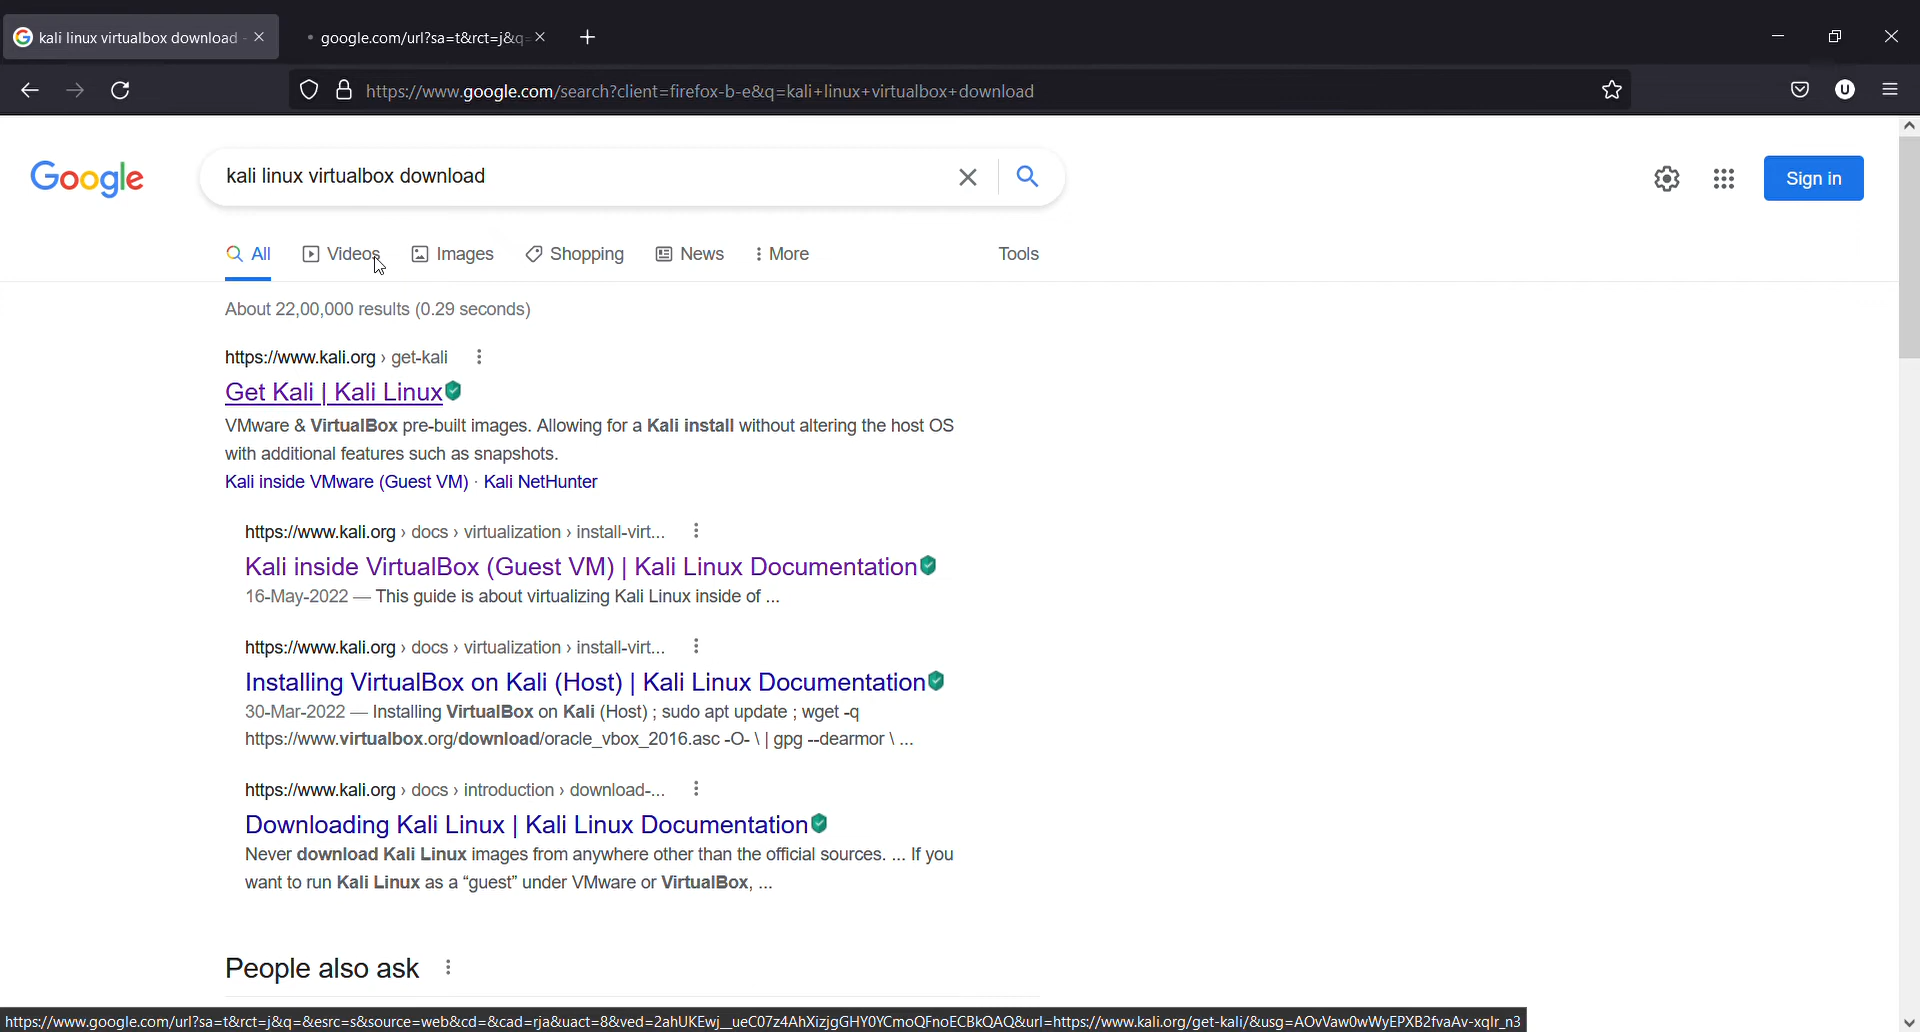 kali linux virtualbox download -
google.com/url?sa=t&rct=j&q=
https://www.google.com/search?client=firefox-b-e&q=kali+linux+virtualbox+download
U
Google
kali linux virtualbox download
Sign in
All
Videos
Images
Shopping
News
More
Tools
About 22,00,000 results (0.29 seconds)
https://www.kali.org › get-kali
Get Kali | Kali Linux
VMware & VirtualBox pre-built images. Allowing for a Kali install without altering the host OS
with additional features such as snapshots.
Kali inside VMware (Guest VM) · Kali NetHunter
https://www.kali.org › docs › virtualization › install-virt...
Kali inside VirtualBox (Guest VM) | Kali Linux Documentation
16-May-2022 — This guide is about virtualizing Kali Linux inside of ...
https://www.kali.org › docs › virtualization › install-virt...
Installing VirtualBox on Kali (Host) | Kali Linux Documentation
30-Mar-2022 — Installing VirtualBox on Kali (Host) ; sudo apt update ; wget -q
https://www.virtualbox.org/download/oracle_vbox_2016.asc -O- \ | gpg --dearmor \ ...
https://www.kali.org › docs › introduction › download-...
Downloading Kali Linux | Kali Linux Documentation
Never download Kali Linux images from anywhere other than the official sources. ... If you
want to run Kali Linux as a “guest” under VMware or VirtualBox, ...
People also ask
https://www.google.com/url?sa=t&rct=j&q=&esrc=s&source=web&cd=&cad=rja&uact=8&ved=2ahUKEwj__ueC07z4AhXizjgGHY0YCmoQFnoECBkQAQ&url=https://www.kali.org/get-kali/&usg=AOvVaw0wWyEPXB2fvaAv-xqIr_n3